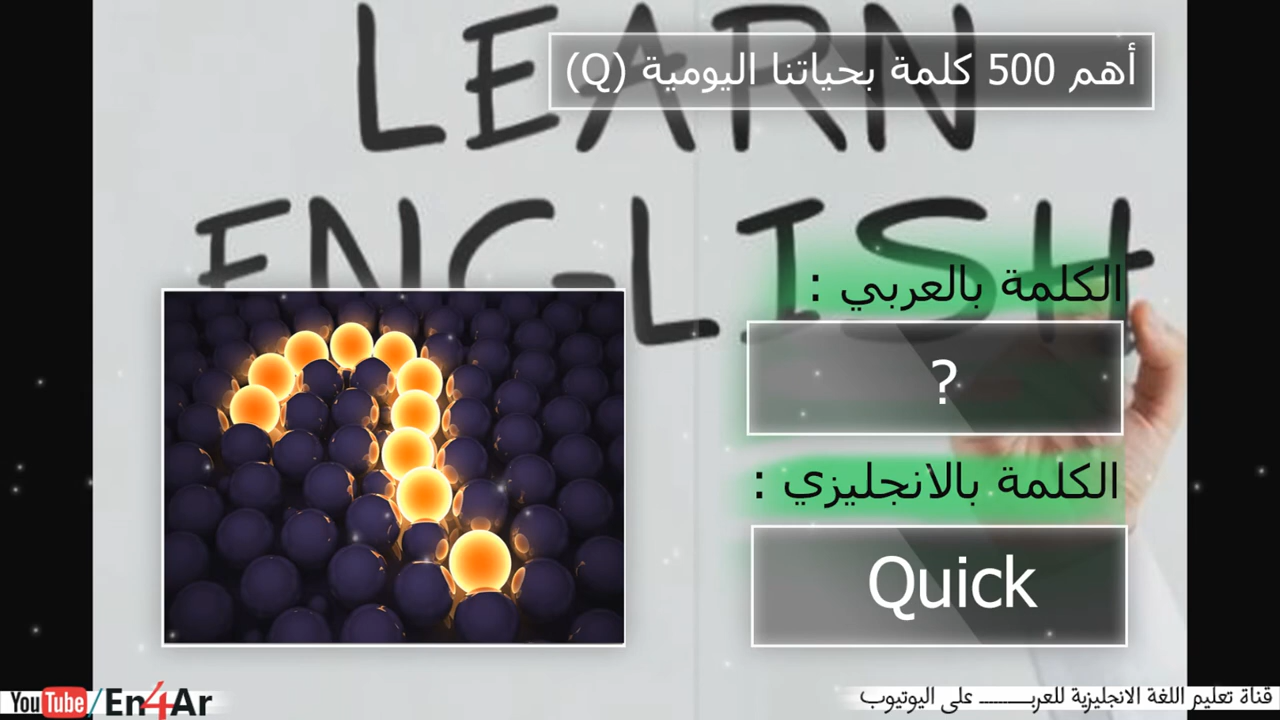 LEARN
ENGLISH
أهم 500 كلمة بحياتنا اليومية (Q)
الكلمة بالعربي :
?
الكلمة بالانجليزي :
Quick
YouTube/En4Ar
قناة تعليم اللغة الانجليزية للعربـــــــــ على اليوتيوب